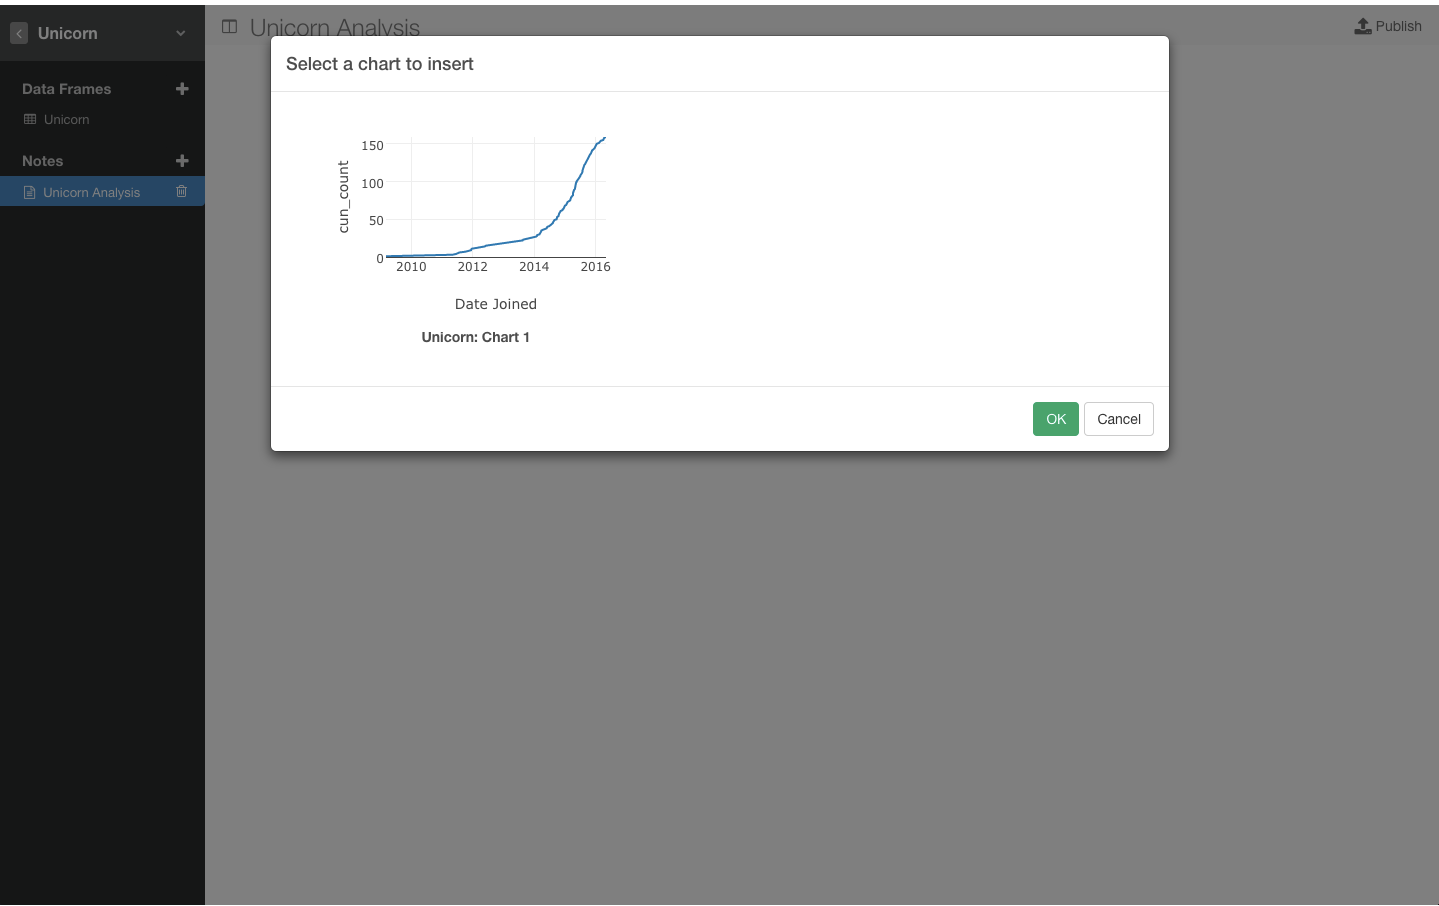 Unicorn
Data Frames
Unicorn
Notes
Unicorn Analysis
Unicorn Analysis
Publish
Select a chart to insert
150
100
50
0
cun_count
2010 2012 2014 2016
Date Joined
Unicorn: Chart 1
OK Cancel